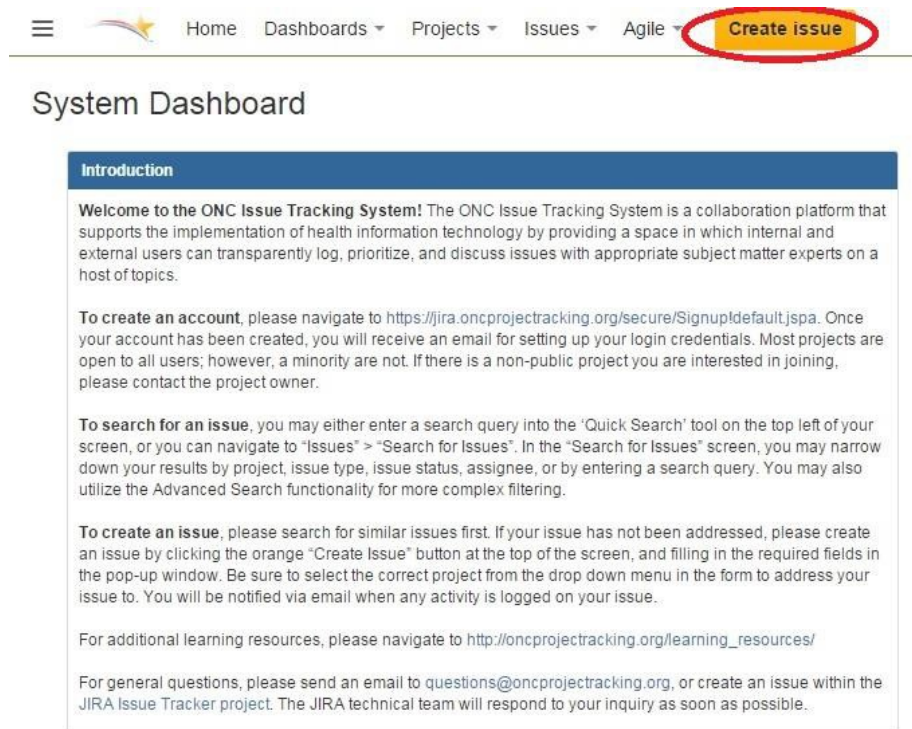 Home Dashboards Projects Issues Agile Create issue
System Dashboard
Introduction
Welcome to the ONC Issue Tracking System! The ONC Issue Tracking System is a collaboration platform that
supports the implementation of health information technology by providing a space in which internal and
external users can transparently log, prioritize, and discuss issues with appropriate subject matter experts on a
host of topics.
To create an account, please navigate to https://jira.oncprojectracking.org/secure/Signup!default.jspa. Once
your account has been created, you will receive an email for setting up your login credentials. Most projects are
open to all users; however, a minority are not. If there is a non-public project you are interested in joining,
please contact the project owner.
To search for an issue, you may either enter a search query into the ‘Quick Search’ tool on the top left of your
screen, or you can navigate to “Issues” > “Search for Issues”. In the “Search for Issues” screen, you may narrow
down your results by project, issue type, issue status, assignee, or by entering a search query. You may also
utilize the Advanced Search functionality for more complex filtering.
To create an issue, please search for similar issues first. If your issue has not been addressed, please create
an issue by clicking the orange “Create Issue” button at the top of the screen, and filling in the required fields in
the pop-up window. Be sure to select the correct project from the drop down menu in the form to address your
issue to. You will be notified via email when any activity is logged on your issue.
For additional learning resources, please navigate to http://oncprojectracking.org/learning_resources/
For general questions, please send an email to questions@oncprojectracking.org, or create an issue within the
JIRA Issue Tracker project. The JIRA technical team will respond to your inquiry as soon as possible.